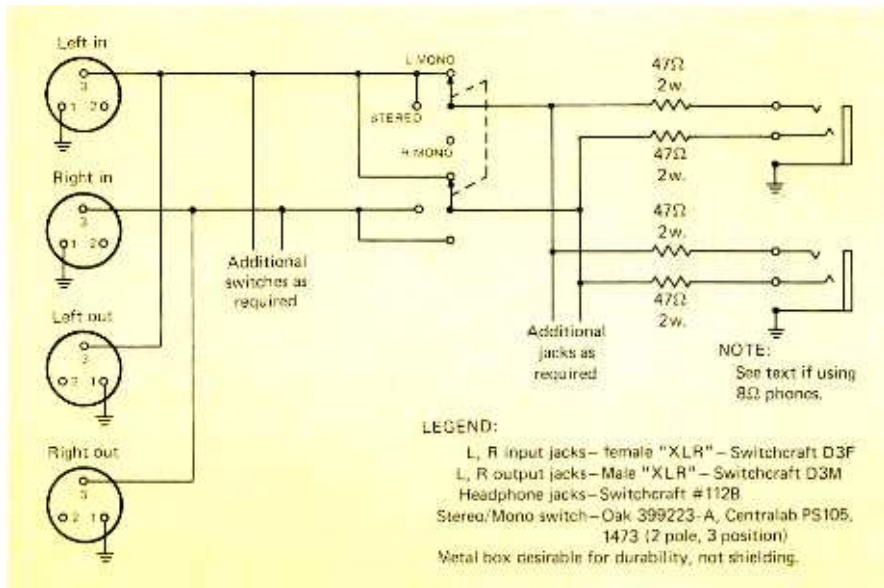 Left in
3
1 2
Right in
3
1 2
Left out
3
2 1
Right out
3
2 1
Additional
switches as
required
L MONO
STEREO
R MONO
47Ω
2w.
47Ω
2w.
47Ω
2w.
47Ω
2w.
Additional
jacks as
required
NOTE:
See text if using
8Ω phones.
LEGEND:
L, R input jacks– female "XLR"– Switchcraft D3F
L, R output jacks–Male "XLR"– Switchcraft D3M
Headphone jacks–Switchcraft #112B
Stereo/Mono switch–Oak 399223-A, Centralab PS105,
1473 (2 pole, 3 position)
Metal box desirable for durability, not shielding.